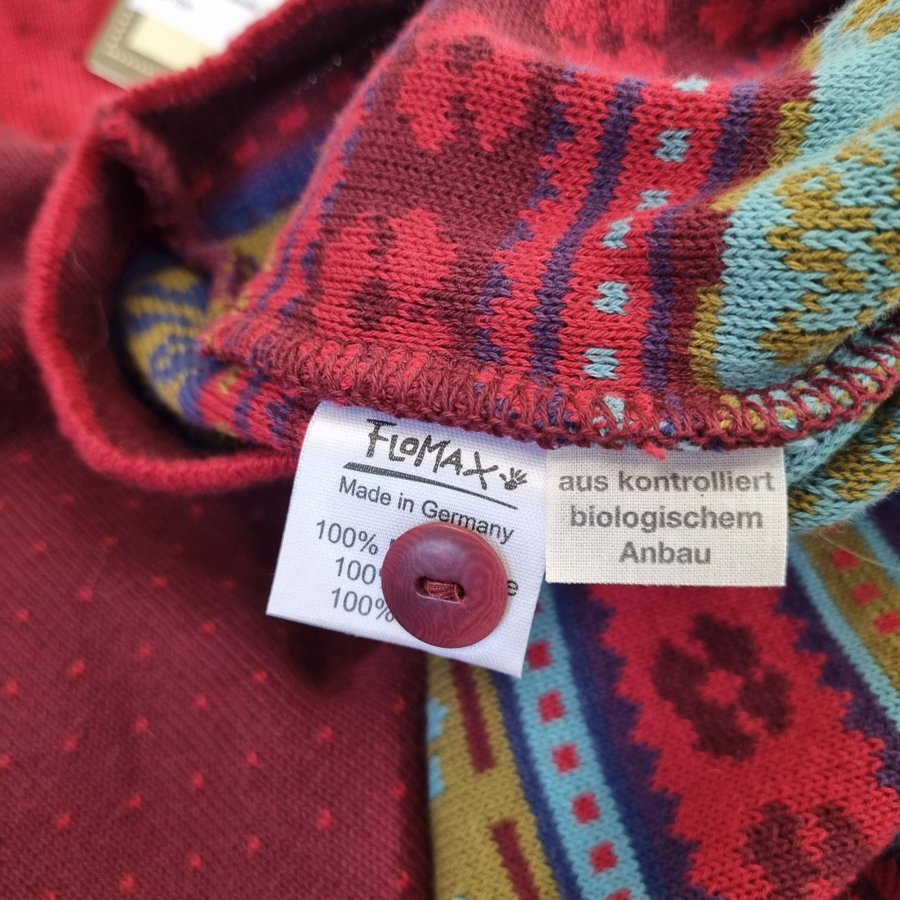 FLOMAX
Made in Germany
100%
100%
100%
aus kontrolliert
biologischem
Anbau